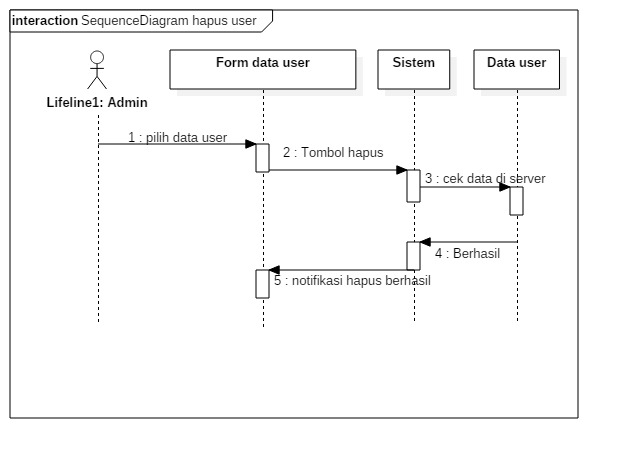 interaction SequenceDiagram hapus user
Form data user
Sistem
Data user
Lifeline1: Admin
1 : pilih data user
2 : Tombol hapus
3 : cek data di server
4 : Berhasil
5 : notifikasi hapus berhasil